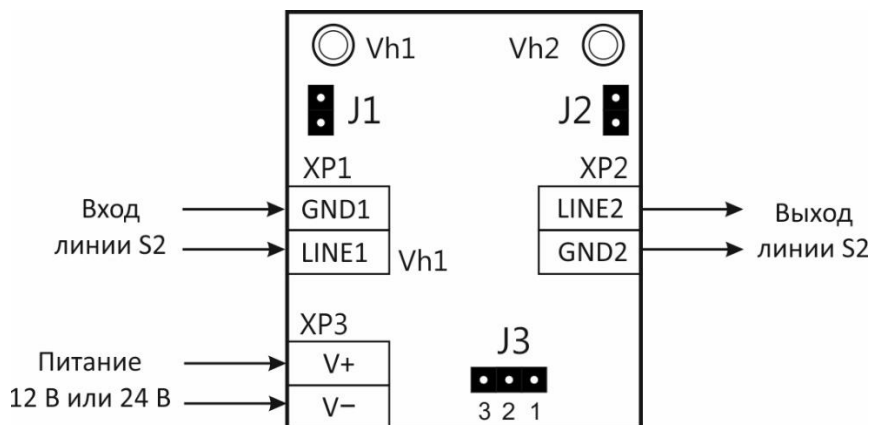 Vh1 Vh2
J1 J2
XP1 XP2
Вход GND1 LINE2 Выход
линии S2 LINE1 Vh1 GND2 линии S2
XP3 J3
Питание V+
12 В или 24 В V– 3 2 1